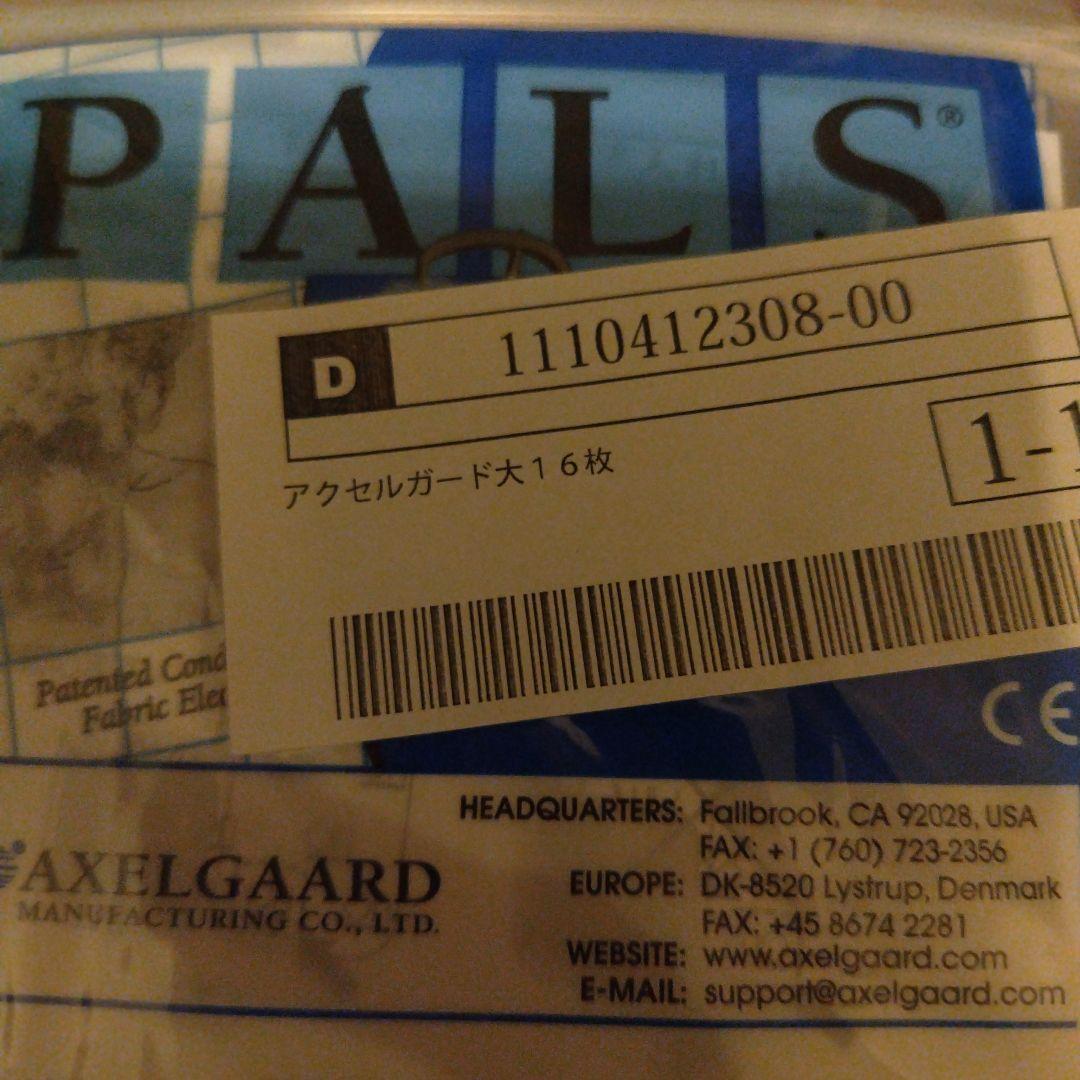 PALS®
D 1110412308-00
1-1
アクセルガード大１６枚
Patented Cond
Fabric Elec
CE
AXELGAARD®
MANUFACTURING CO., LTD.
HEADQUARTERS: Fallbrook, CA 92028, USA
FAX: +1 (760) 723-2356
EUROPE: DK-8520 Lystrup, Denmark
FAX: +45 8674 2281
WEBSITE: www.axelgaard.com
E-MAIL: support@axelgaard.com